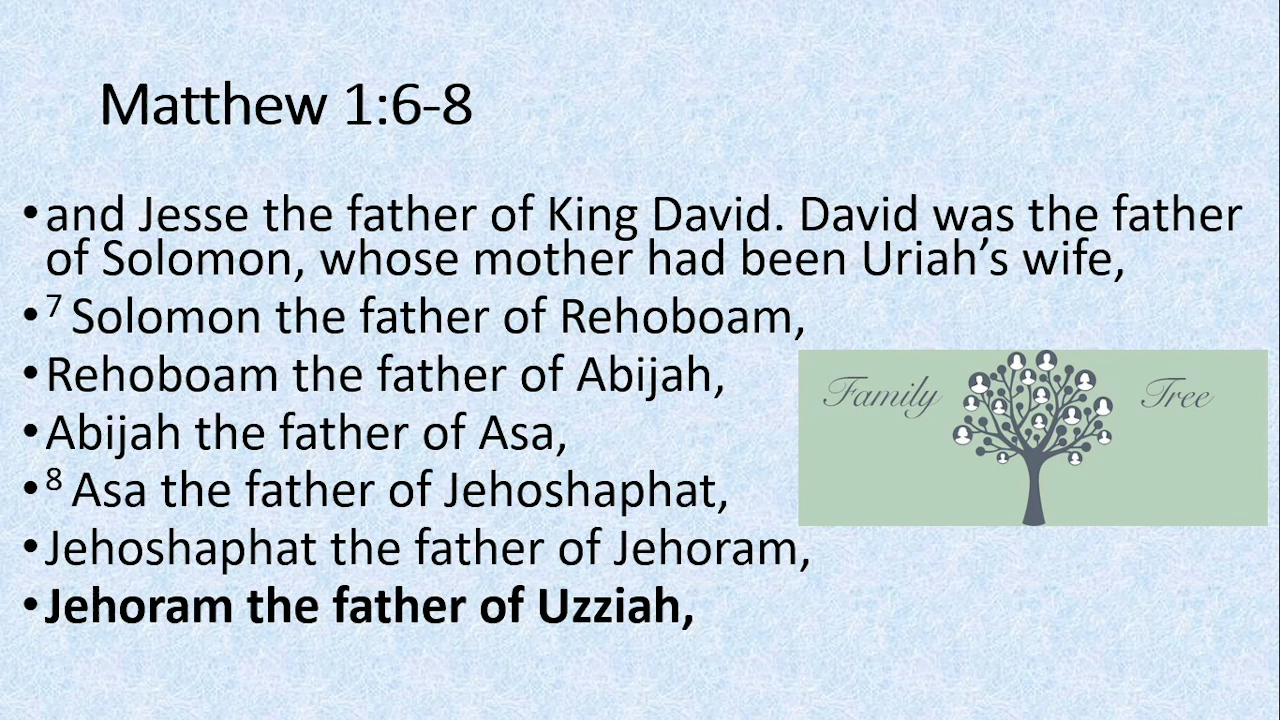 Matthew 1:6-8
•and Jesse the father of King David. David was the father
of Solomon, whose mother had been Uriah’s wife,
•7 Solomon the father of Rehoboam,
•Rehoboam the father of Abijah,
•Abijah the father of Asa,
•8 Asa the father of Jehoshaphat,
•Jehoshaphat the father of Jehoram,
•Jehoram the father of Uzziah,
Family Tree